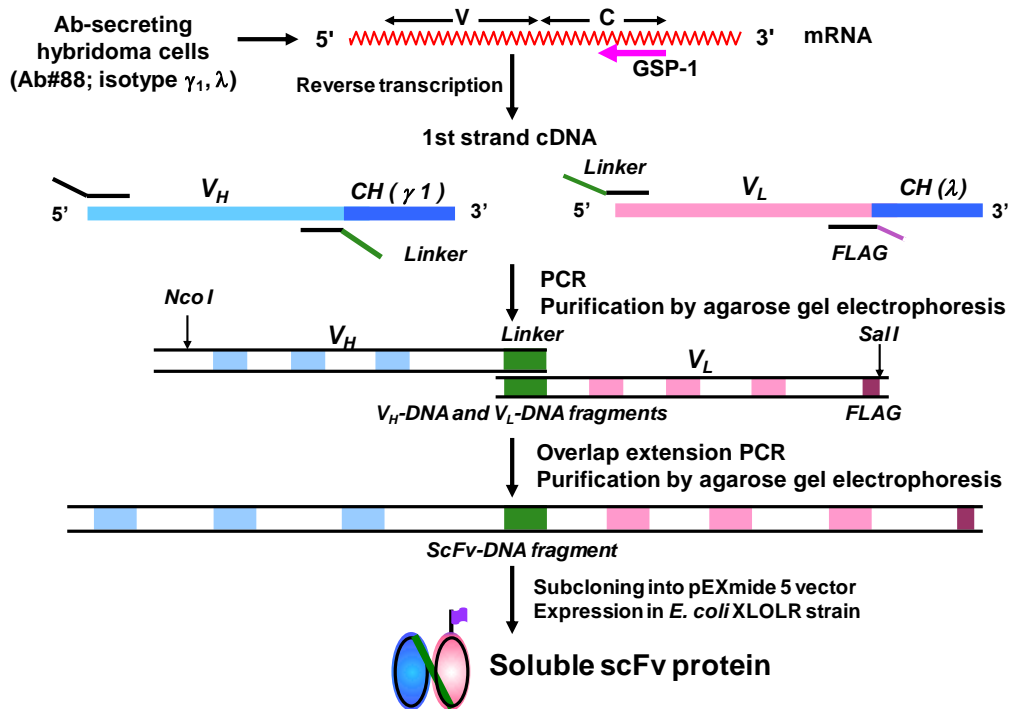 Ab-secreting
hybridoma cells
(Ab#88; isotype γ1, λ)
V
C
5'
3'
mRNA
GSP-1
Reverse transcription
1st strand cDNA
VH
CH ( γ 1)
5’
3’
Linker
Linker
VL
CH (λ)
5’
3’
FLAG
PCR
Purification by agarose gel electrophoresis
Nco I
VH
Linker
VL
Sal I
VH-DNA and VL-DNA fragments
FLAG
Overlap extension PCR
Purification by agarose gel electrophoresis
ScFv-DNA fragment
Subcloning into pEXmide 5 vector
Expression in E. coli XLOLR strain
Soluble scFv protein